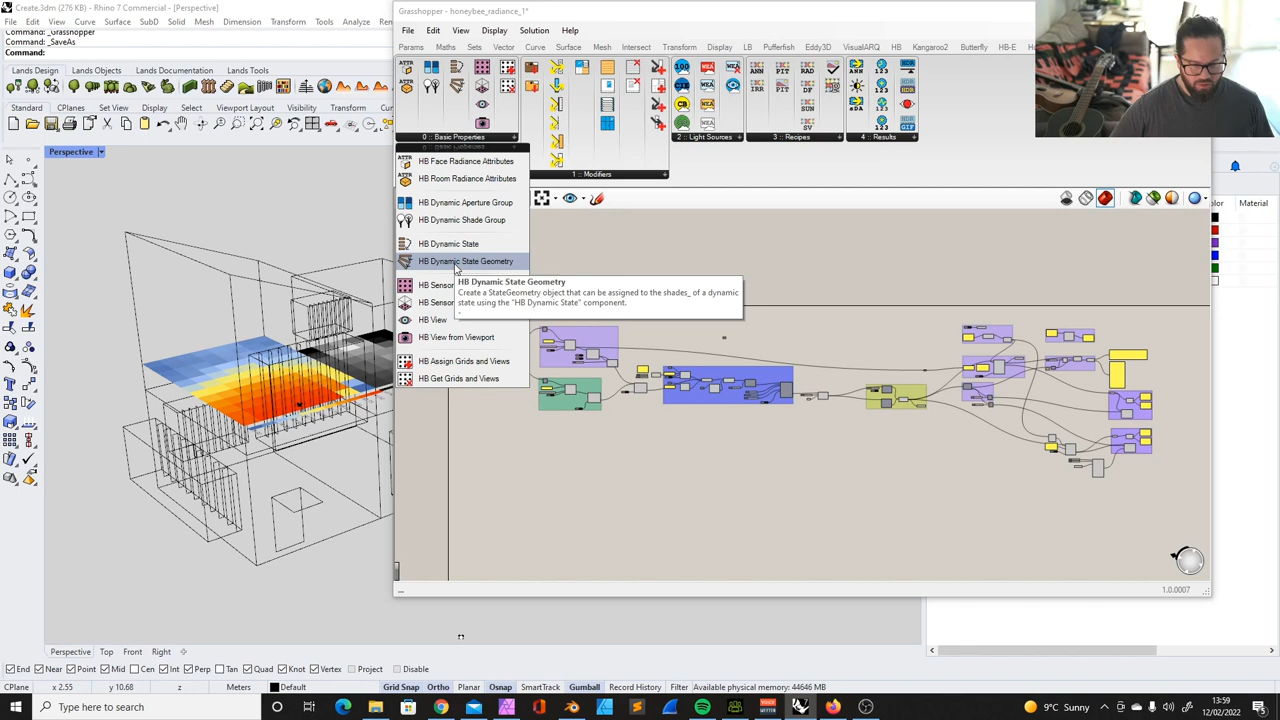 Create.3dm (276 KB) - Rhino 7 Commercial - [Perspective]
File Edit View Curve Surface SubD Solid Mesh Dimension Transform Tools Analyze
Command: _Grasshopper
Command: _SaveAs
Command:
Lands Design Lands Objects Lands Documentation Lands Tools
Standard CPlanes Set View Display Select Viewport Layout Visibility Transform
Perspective
Grasshopper - honeybee_radiance_1*
File Edit View Display Solution Help
Params Maths Sets Vector Curve Surface Mesh Intersect Transform Display Pufferfish Eddy3D LB VisualARQ HB Kangaroo2 Butterfly HB-E
0 :: Basic Properties
1 :: Modifiers
2 :: Light Sources
3 :: Recipes
4 :: Results
HB Face Radiance Attributes
HB Room Radiance Attributes
HB Dynamic Aperture Group
HB Dynamic Shade Group
HB Dynamic State
HB Dynamic State Geometry
HB Sensor
HB Sensor
HB View
HB View from Viewport
HB Assign Grids and Views
HB Get Grids and Views
HB Dynamic State Geometry
Create a StateGeometry object that can be assigned to the shades_ of a dynamic
state using the "HB Dynamic State" component.
1.0.0007
Material
Perspective Top Front Right
End Near Point Mid Cen Int Perp Tan Quad Knot Vertex Project Disable
CPlane x 2.55 y 10.68 z Meters Default Grid Snap Ortho Planar Osnap SmartTrack Gumball Record History Filter Available physical memory: 44646 MB
Type here to search
9°C Sunny
13:59
12/02/2022